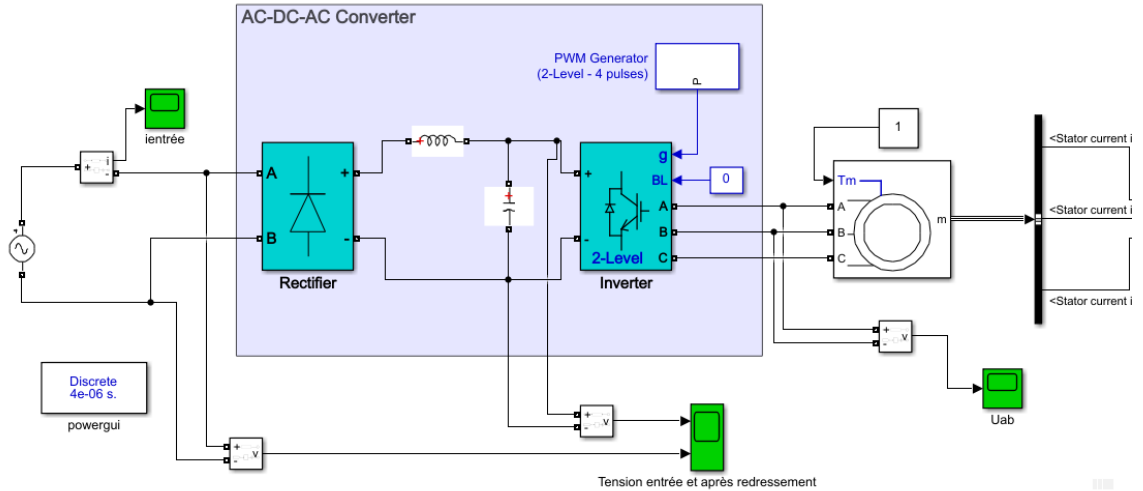 AC-DC-AC Converter
PWM Generator
(2-Level - 4 pulses)
P
ientrée
i
+
-
1
<Stator current i
A
+
g
Tm
BL
0
A
A
B
-
B
B
m
<Stator current i
C
C
2-Level
Rectifier
Inverter
<Stator current i
+
-
v
Discrete
4e-06 s.
powergui
Uab
+
-
v
+
-
v
Tension entrée et après redressement